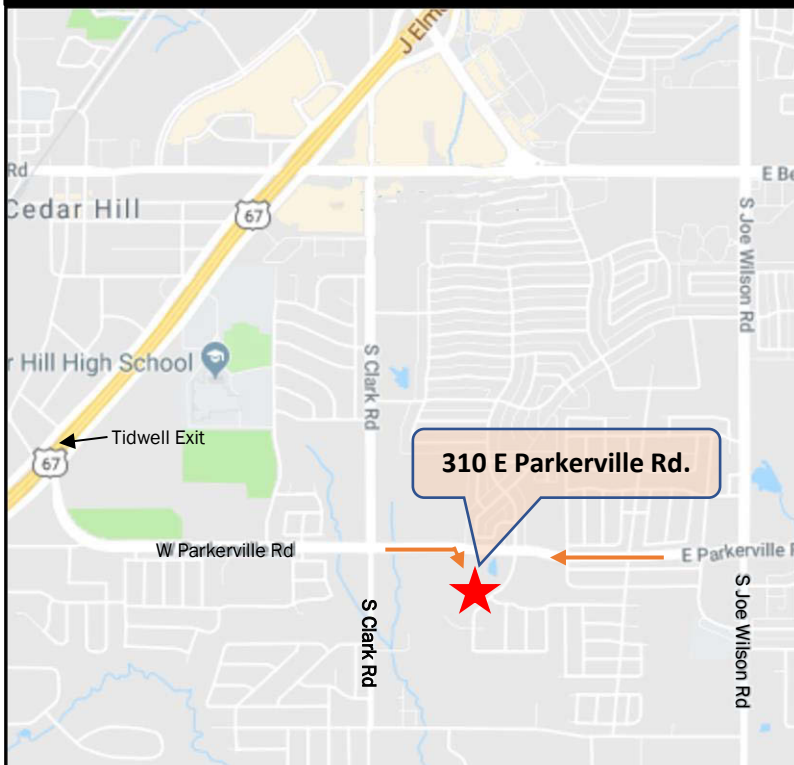 J Elm
Rd
E Be
Cedar Hill
67
S Joe Wilson Rd
S Clark Rd
r Hill High School
Tidwell Exit
67
310 E Parkerville Rd.
W Parkerville Rd
E Parkerville R
S Clark Rd
S Joe Wilson Rd